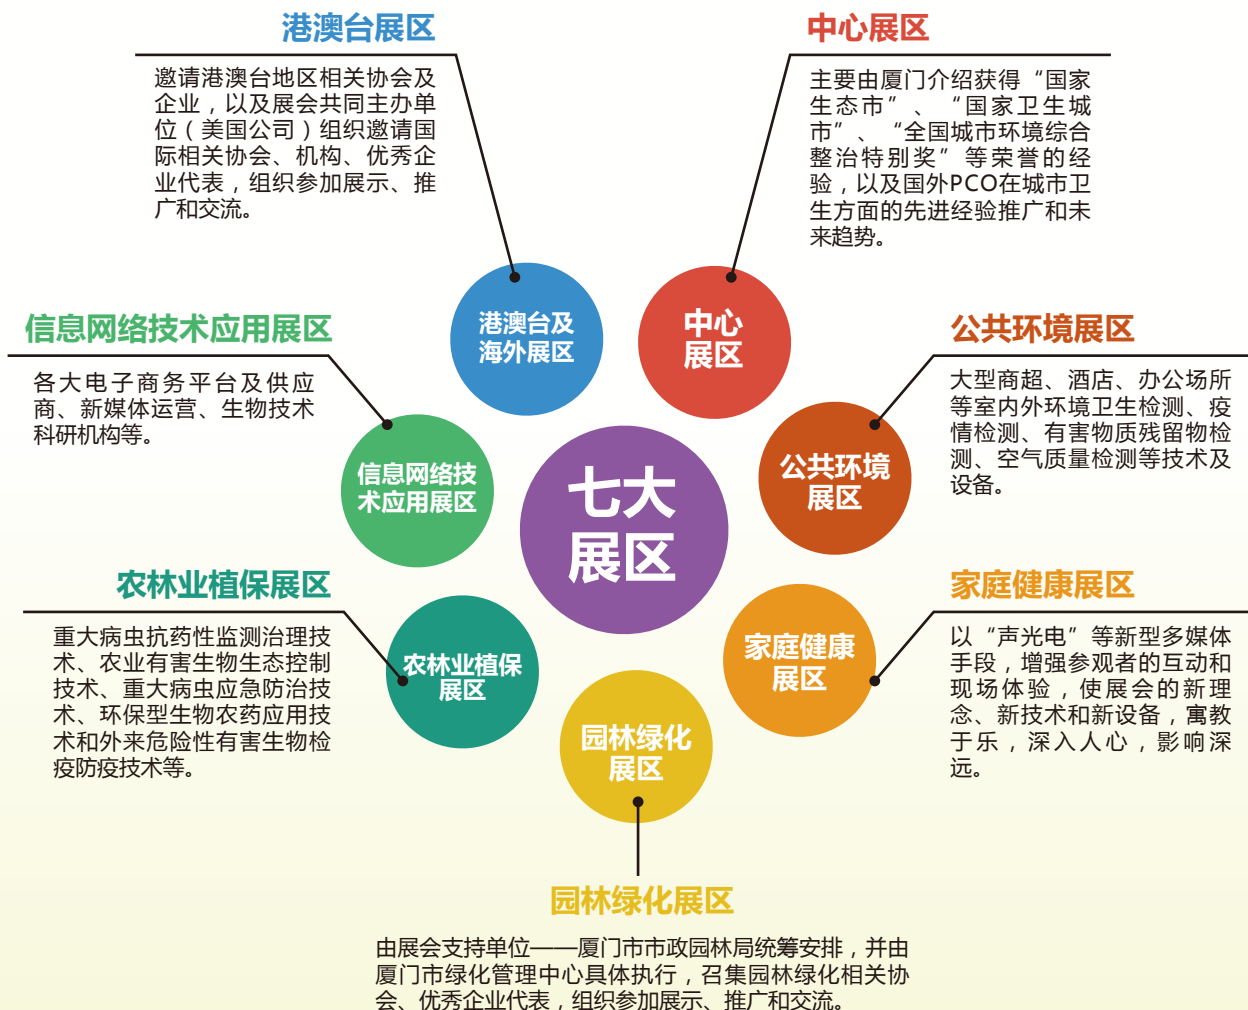 港澳台展区
邀请港澳台地区相关协会及
企业，以及展会共同主办单
位（美国公司）组织邀请国
际相关协会、机构、优秀企
业代表，组织参加展示、推
广和交流。
中心展区
主要由厦门介绍获得“国家
生态市”、“国家卫生城
市”、“全国城市环境综合
整治特别奖”等荣誉的经
验，以及国外PCO在城市卫
生方面的先进经验推广和未
来趋势。
港澳台及
海外展区
中心
展区
信息网络技术应用展区
各大电子商务平台及供应
商、新媒体运营、生物技术
科研机构等。
公共环境展区
大型商超、酒店、办公场所
等室内外环境卫生检测、疫
情检测、有害物质残留物检
测、空气质量检测等技术及
设备。
信息网络技
术应用展区
七大
展区
公共环境
展区
农林业植保展区
重大病虫抗药性监测治理技
术、农业有害生物生态控制
技术、重大病虫应急防治技
术、环保型生物农药应用技
术和外来危险性有害生物检
疫防疫技术等。
农林业植保
展区
家庭健康
展区
家庭健康展区
以“声光电”等新型多媒体
手段，增强参观者的互动和
现场体验，使展会的新理
念、新技术和新设备，寓教
于乐，深入人心，影响深
远。
园林绿化
展区
园林绿化展区
由展会支持单位——厦门市市政园林局统筹安排，并由
厦门市绿化管理中心具体执行，召集园林绿化相关协
会、优秀企业代表，组织参加展示、推广和交流。